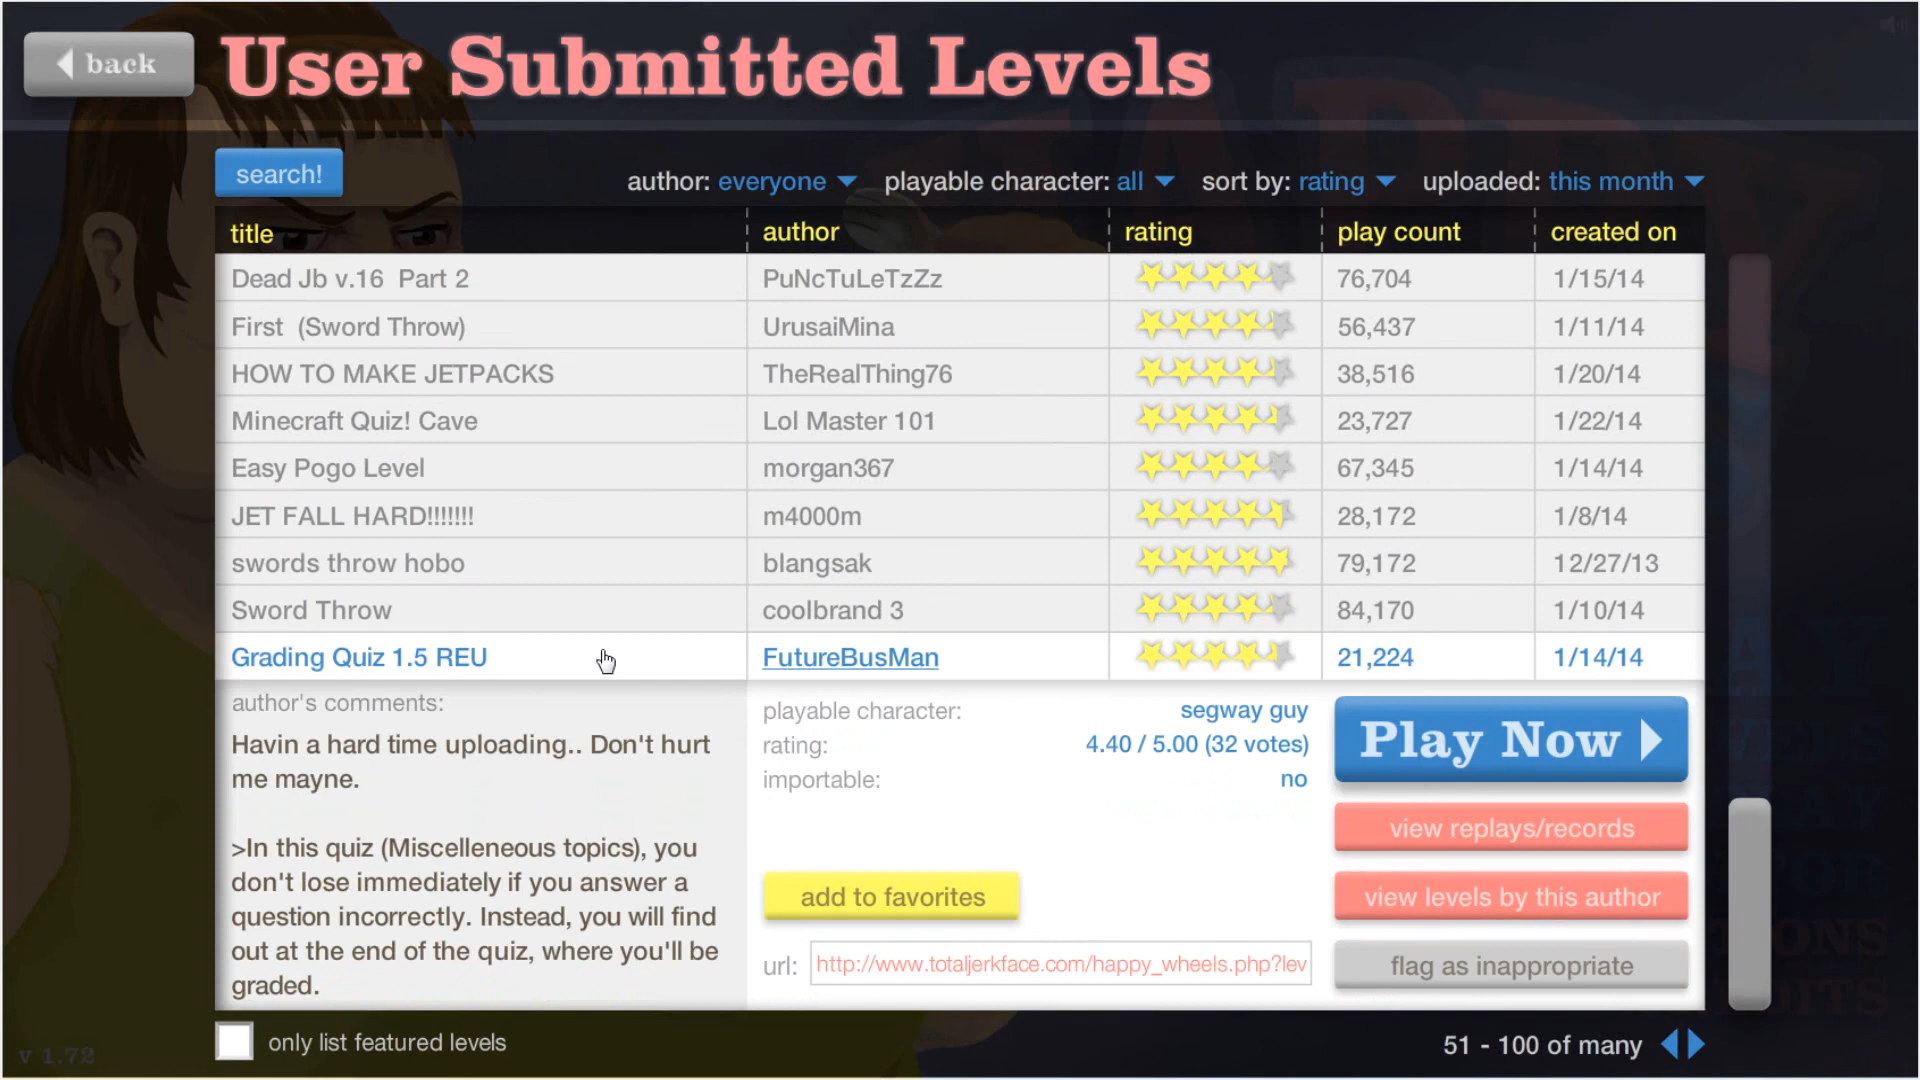 back
User Submitted Levels
search!
author: everyone playable character: all sort by: rating uploaded: this month
title author rating play count created on
Dead Jb v.16 Part 2 PuNcTuLeTzZz 76,704 1/15/14
First (Sword Throw) UrusaiMina 56,437 1/11/14
HOW TO MAKE JETPACKS TheRealThing76 38,516 1/20/14
Minecraft Quiz! Cave Lol Master 101 23,727 1/22/14
Easy Pogo Level morgan367 67,345 1/14/14
JET FALL HARD!!!!!!! m4000m 28,172 1/8/14
swords throw hobo blangsak 79,172 12/27/13
Sword Throw coolbrand 3 84,170 1/10/14
Grading Quiz 1.5 REU FutureBusMan 21,224 1/14/14
author's comments:
Havin a hard time uploading.. Don't hurt
me mayne.
>In this quiz (Miscelleneous topics), you
don't lose immediately if you answer a
question incorrectly. Instead, you will find
out at the end of the quiz, where you'll be
graded.
playable character: segway guy
rating: 4.40 / 5.00 (32 votes)
importable: no
add to favorites
url: http://www.totaljerkface.com/happy_wheels.php?lev
Play Now
view replays/records
view levels by this author
flag as inappropriate
only list featured levels
51 - 100 of many
v 1.72